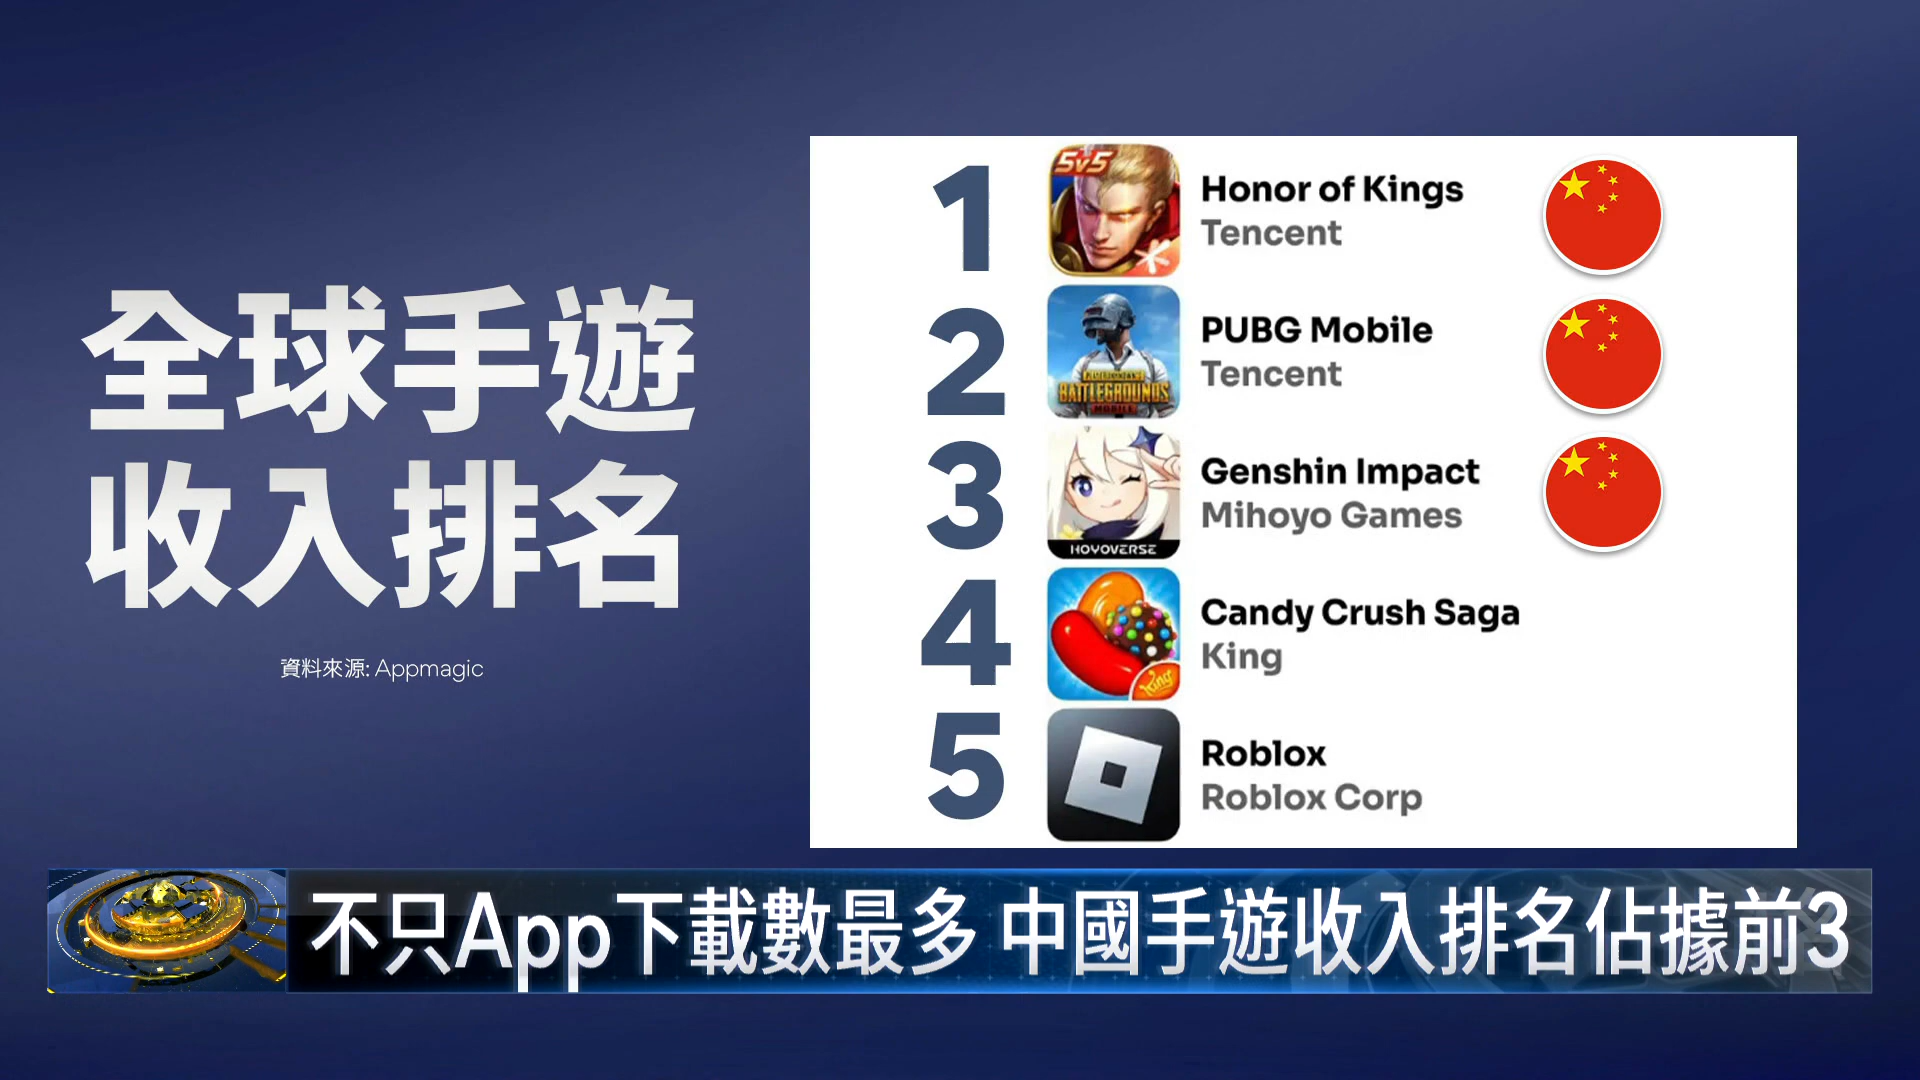 全球手遊
收入排名
資料來源: Appmagic
1
5v5
Honor of Kings
Tencent
2
BATTLEGROUNDS
MOBILE
PUBG Mobile
Tencent
3
HOYOVERSE
Genshin Impact
Mihoyo Games
4
King
Candy Crush Saga
King
5
Roblox
Roblox Corp
不只App下載數最多 中國手遊收入排名佔據前3